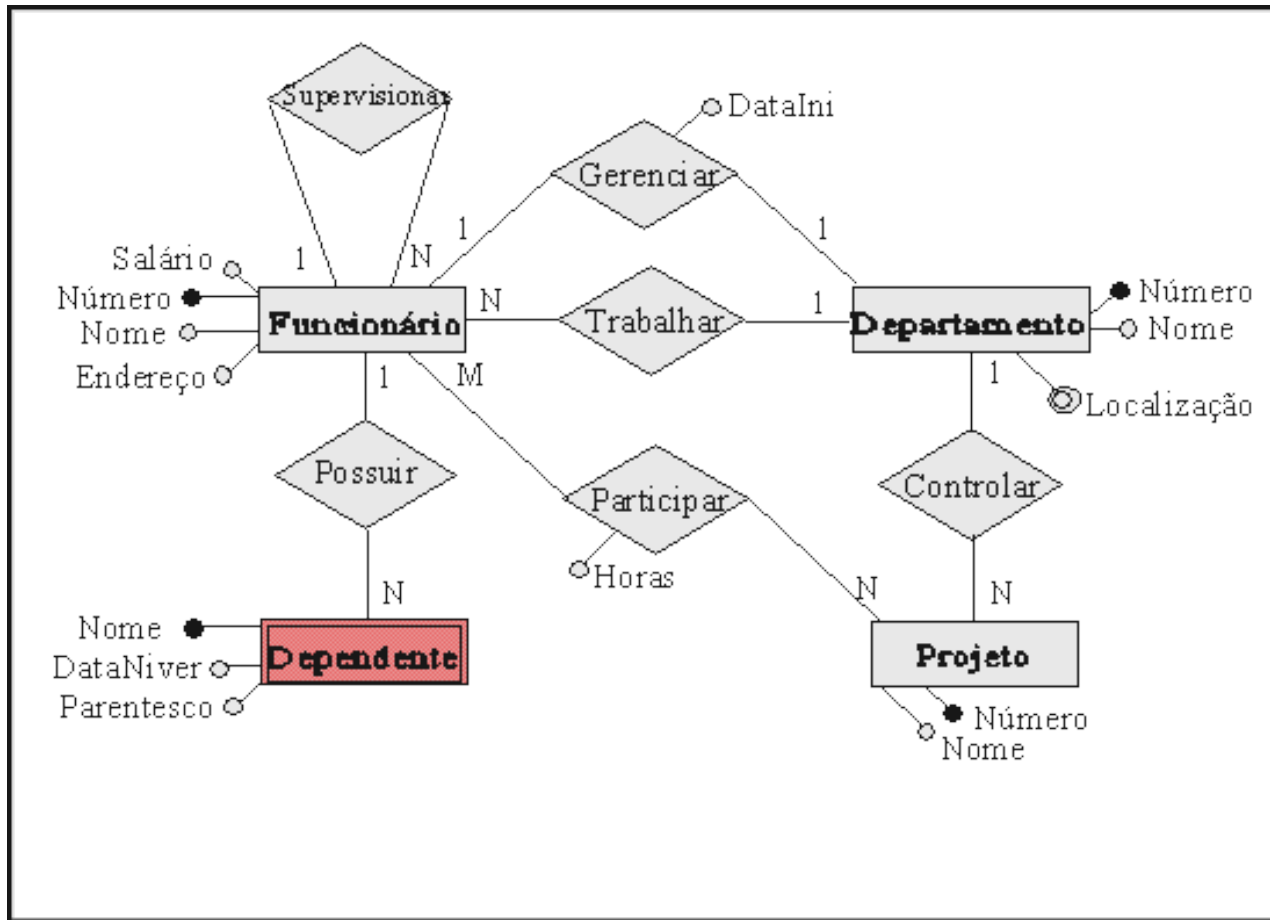 Supervisionar
DataIni
Gerenciar
1
1
Salário
1
N
Número
Nome
Endereço
Funcionário
N
Trabalhar
1
Departamento
Número
Nome
Localização
1
M
1
Possuir
Participar
Horas
Controlar
N
N
N
Nome
DataNiver
Parentesco
Dependente
Projeto
Número
Nome